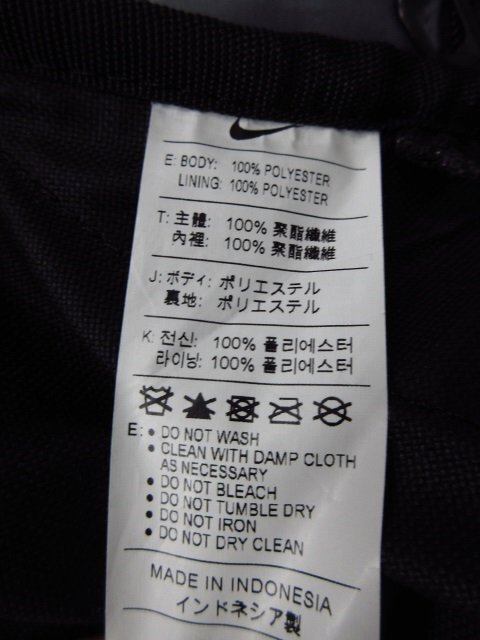 E: BODY: 100% POLYESTER
LINING: 100% POLYESTER
T: 主體: 100% 聚酯纖維
內裡: 100% 聚酯纖維
J: ボディ: ポリエステル
裏地: ポリエステル
K: 전신: 100% 폴리에스터
라이닝: 100% 폴리에스터
E: • DO NOT WASH
• CLEAN WITH DAMP CLOTH
AS NECESSARY
• DO NOT BLEACH
• DO NOT TUMBLE DRY
• DO NOT IRON
• DO NOT DRY CLEAN
MADE IN INDONESIA
インドネシア製